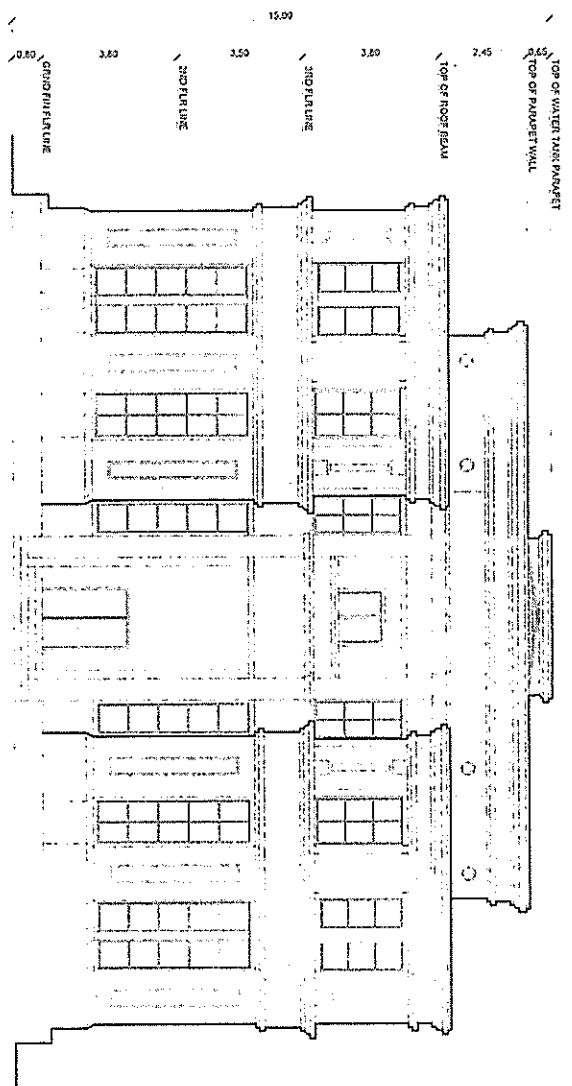 15,00
0,80
3,80
3,50
3,80
2,45
0,65
GRND FIN FLR LINE
2ND FLR LINE
3RD FLR LINE
TOP OF ROOF BEAM
TOP OF PARAPET WALL
TOP OF WATER TANK PARAPET